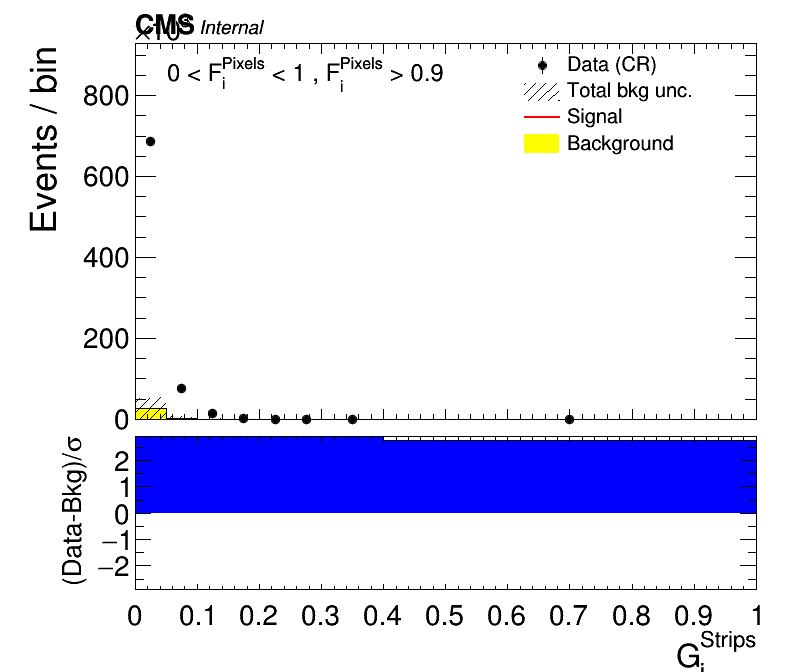 CMS Internal
0 < F_i^Pixels < 1 , F_i^Pixels > 0.9
Data (CR)
Total bkg unc.
Signal
Background
Events / bin
800
600
400
200
0
(Data-Bkg)/σ
2
1
0
−1
−2
0 0.1 0.2 0.3 0.4 0.5 0.6 0.7 0.8 0.9 1
G_i^Strips